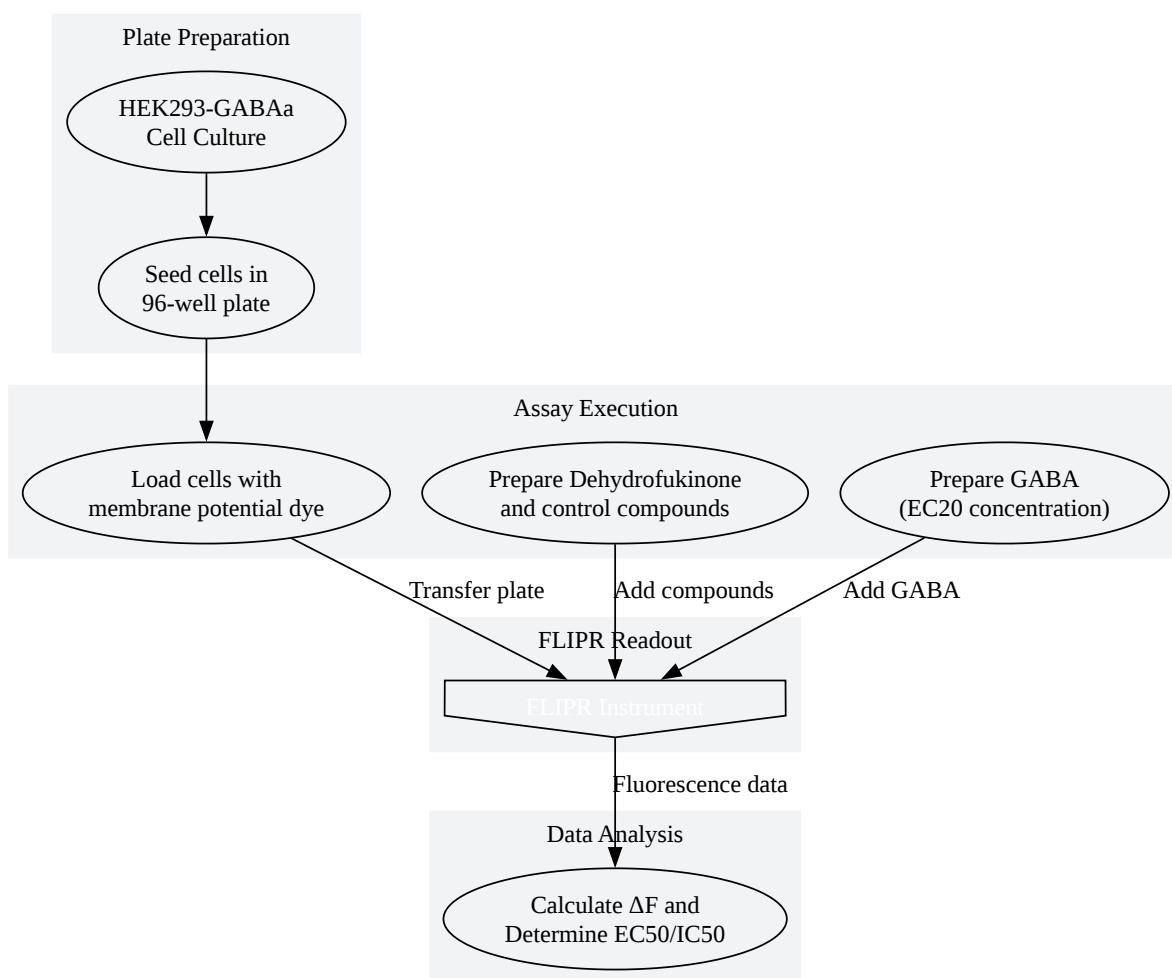 Plate Preparation
HEK293-GABAa
Cell Culture
Seed cells in
96-well plate
Assay Execution
Load cells with
membrane potential dye
Prepare Dehydrofukinone
and control compounds
Prepare GABA
(EC20 concentration)
Transfer plate
Add compounds
Add GABA
FLIPR Readout
FLIPR Instrument
Fluorescence data
Data Analysis
Calculate ΔF and
Determine EC50/IC50